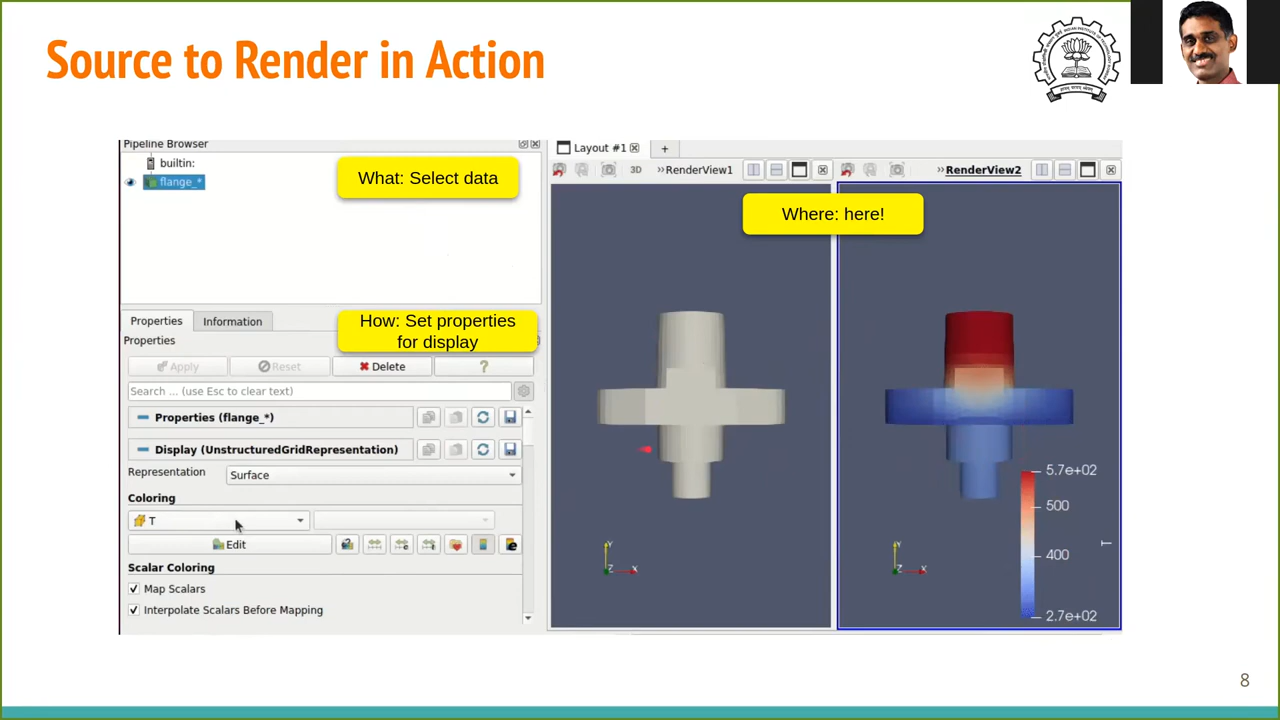 Source to Render in Action
Pipeline Browser
builtin:
flange_*
What: Select data
Layout #1
+
3D
»RenderView1
»RenderView2
Where: here!
Properties
Information
How: Set properties
for display
Properties
Apply
Reset
Delete
?
Search ... (use Esc to clear text)
Properties (flange_*)
Display (UnstructuredGridRepresentation)
Representation
Surface
Coloring
T
Edit
Scalar Coloring
Map Scalars
Interpolate Scalars Before Mapping
Y
Z
X
Y
Z
X
5.7e+02
500
400
2.7e+02
T
8